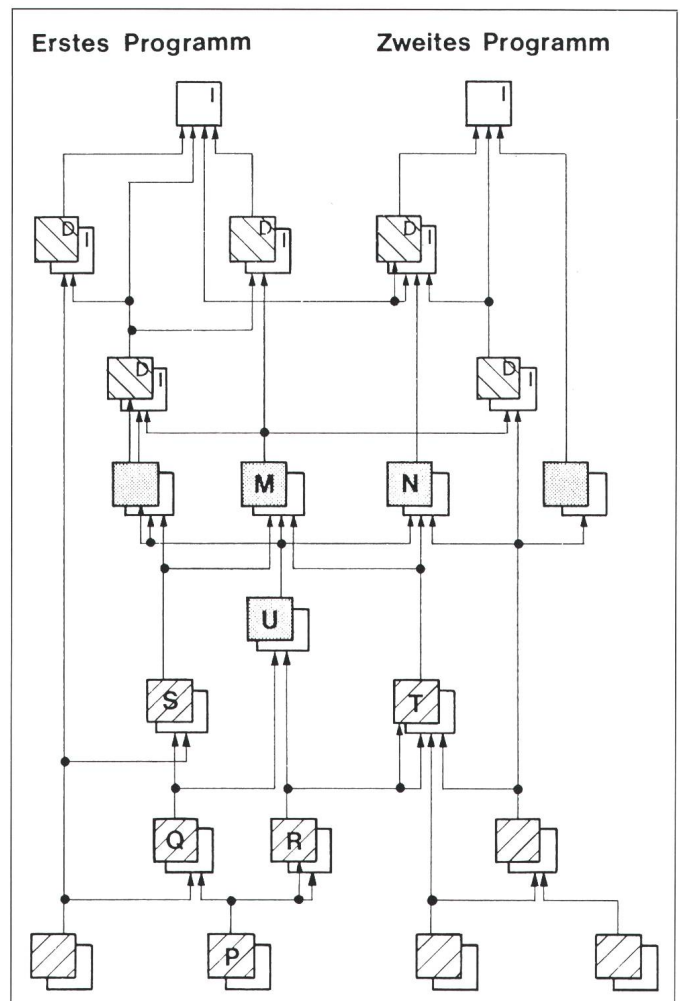 Erstes Programm Zweites Programm
I I
D I D I D I
D I D I
M N
U
S T
Q R
P